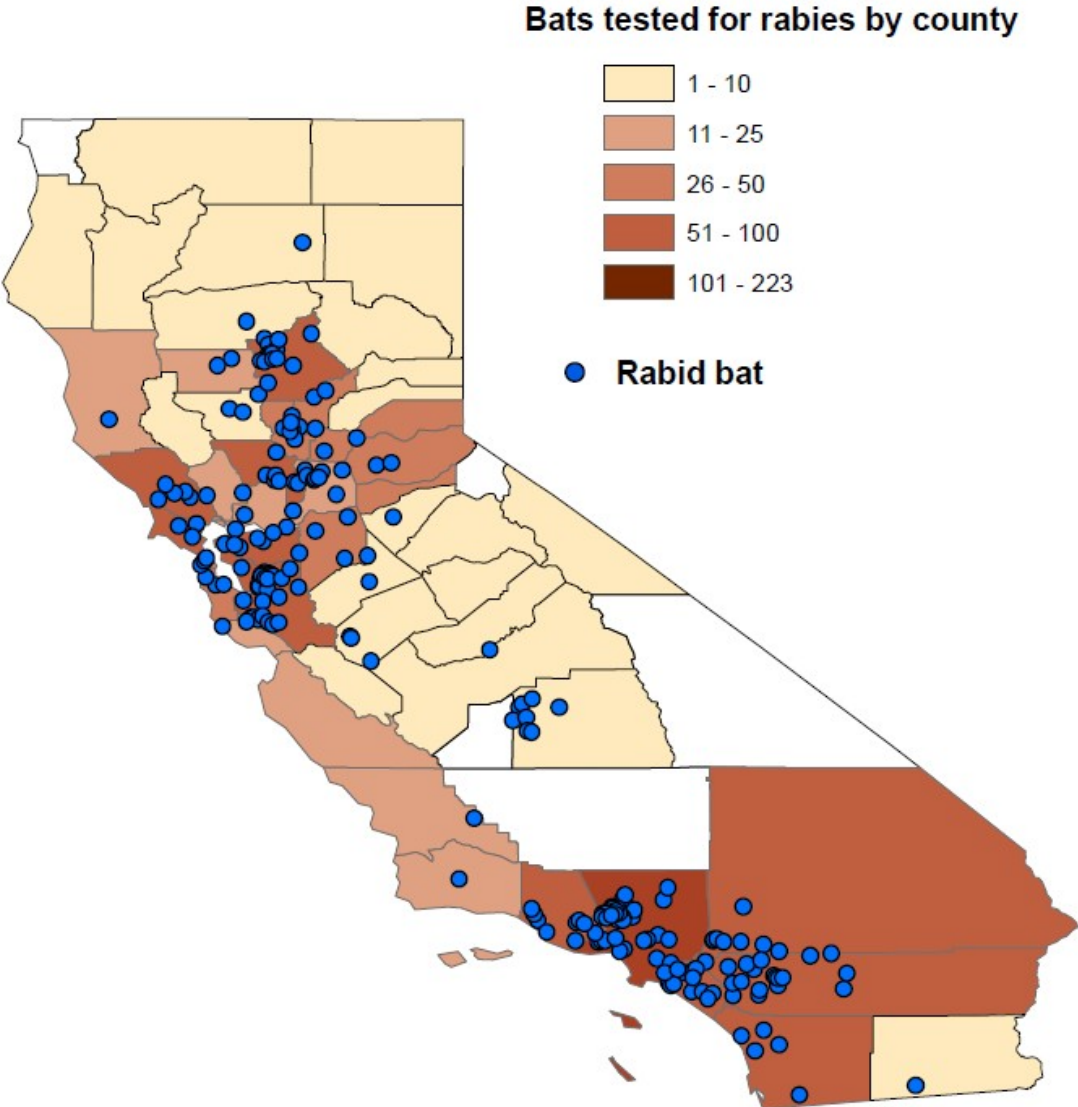 Bats tested for rabies by county
1 - 10
11 - 25
26 - 50
51 - 100
101 - 223
Rabid bat